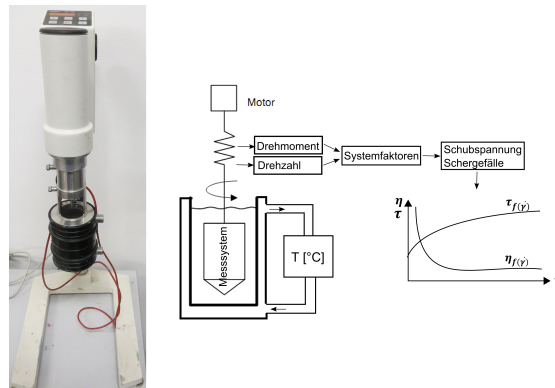 Motor
Drehmoment
Drehzahl
Systemfaktoren
Schubspannung
Schergefälle
Messsystem
T [°C]
η
τ
τf(γ̇)
ηf(γ̇)